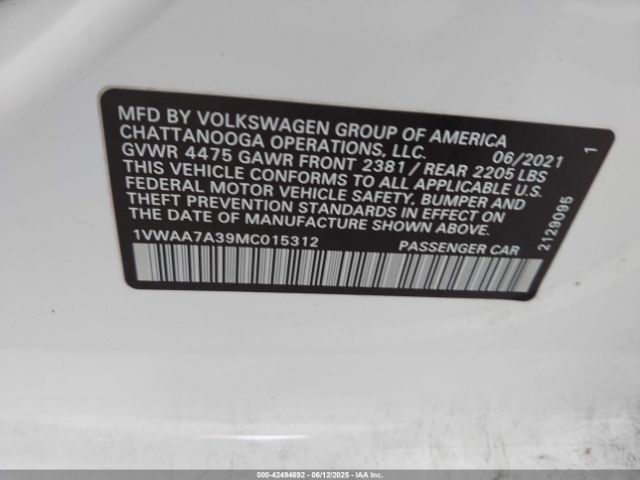 MFD BY VOLKSWAGEN GROUP OF AMERICA
CHATTANOOGA OPERATIONS, LLC. 06/2021 1
GVWR 4475 GAWR FRONT 2381 / REAR 2205 LBS
THIS VEHICLE CONFORMS TO ALL APPLICABLE U.S.
FEDERAL MOTOR VEHICLE SAFETY, BUMPER AND
THEFT PREVENTION STANDARDS IN EFFECT ON THE
DATE OF MANUFACTURE SHOWN ABOVE.
1VWAA7A39MC015312 PASSENGER CAR
2129095
000-42494692 - 06/12/2025 - IAAI, Inc.